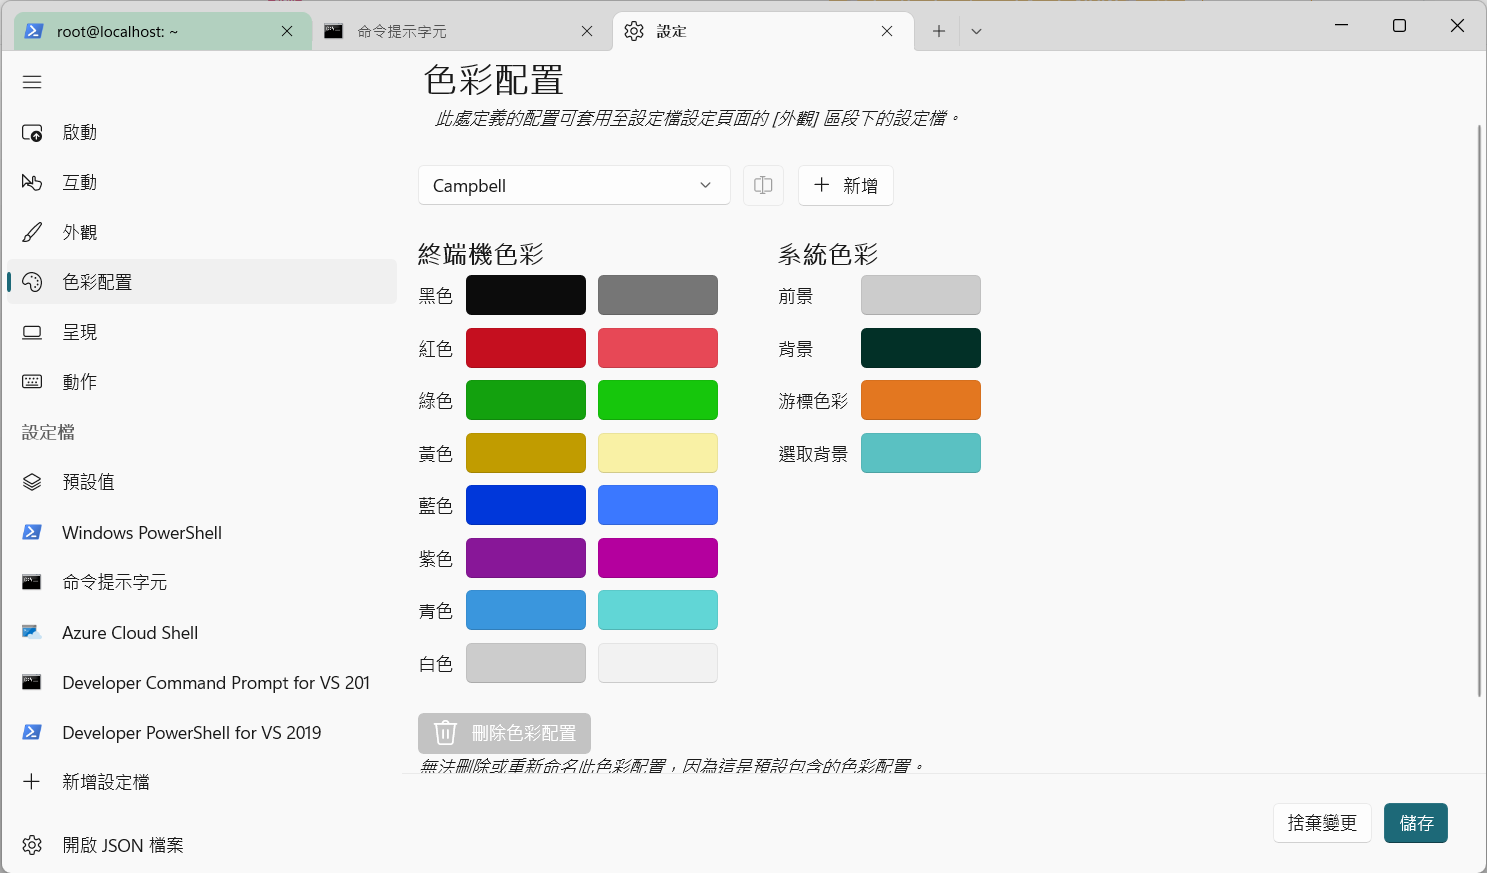 root@localhost: ~
命令提示字元
設定
啟動
互動
外觀
色彩配置
呈現
動作
設定檔
預設值
Windows PowerShell
命令提示字元
Azure Cloud Shell
Developer Command Prompt for VS 201
Developer PowerShell for VS 2019
新增設定檔
開啟 JSON 檔案
色彩配置
此處定義的配置可套用至設定檔設定頁面的 [外觀] 區段下的設定檔。
Campbell
新增
終端機色彩
黑色
紅色
綠色
黃色
藍色
紫色
青色
白色
系統色彩
前景
背景
游標色彩
選取背景
刪除色彩配置
無法刪除或重新命名此色彩配置，因為這是預設包含的色彩配置。
捨棄變更
儲存